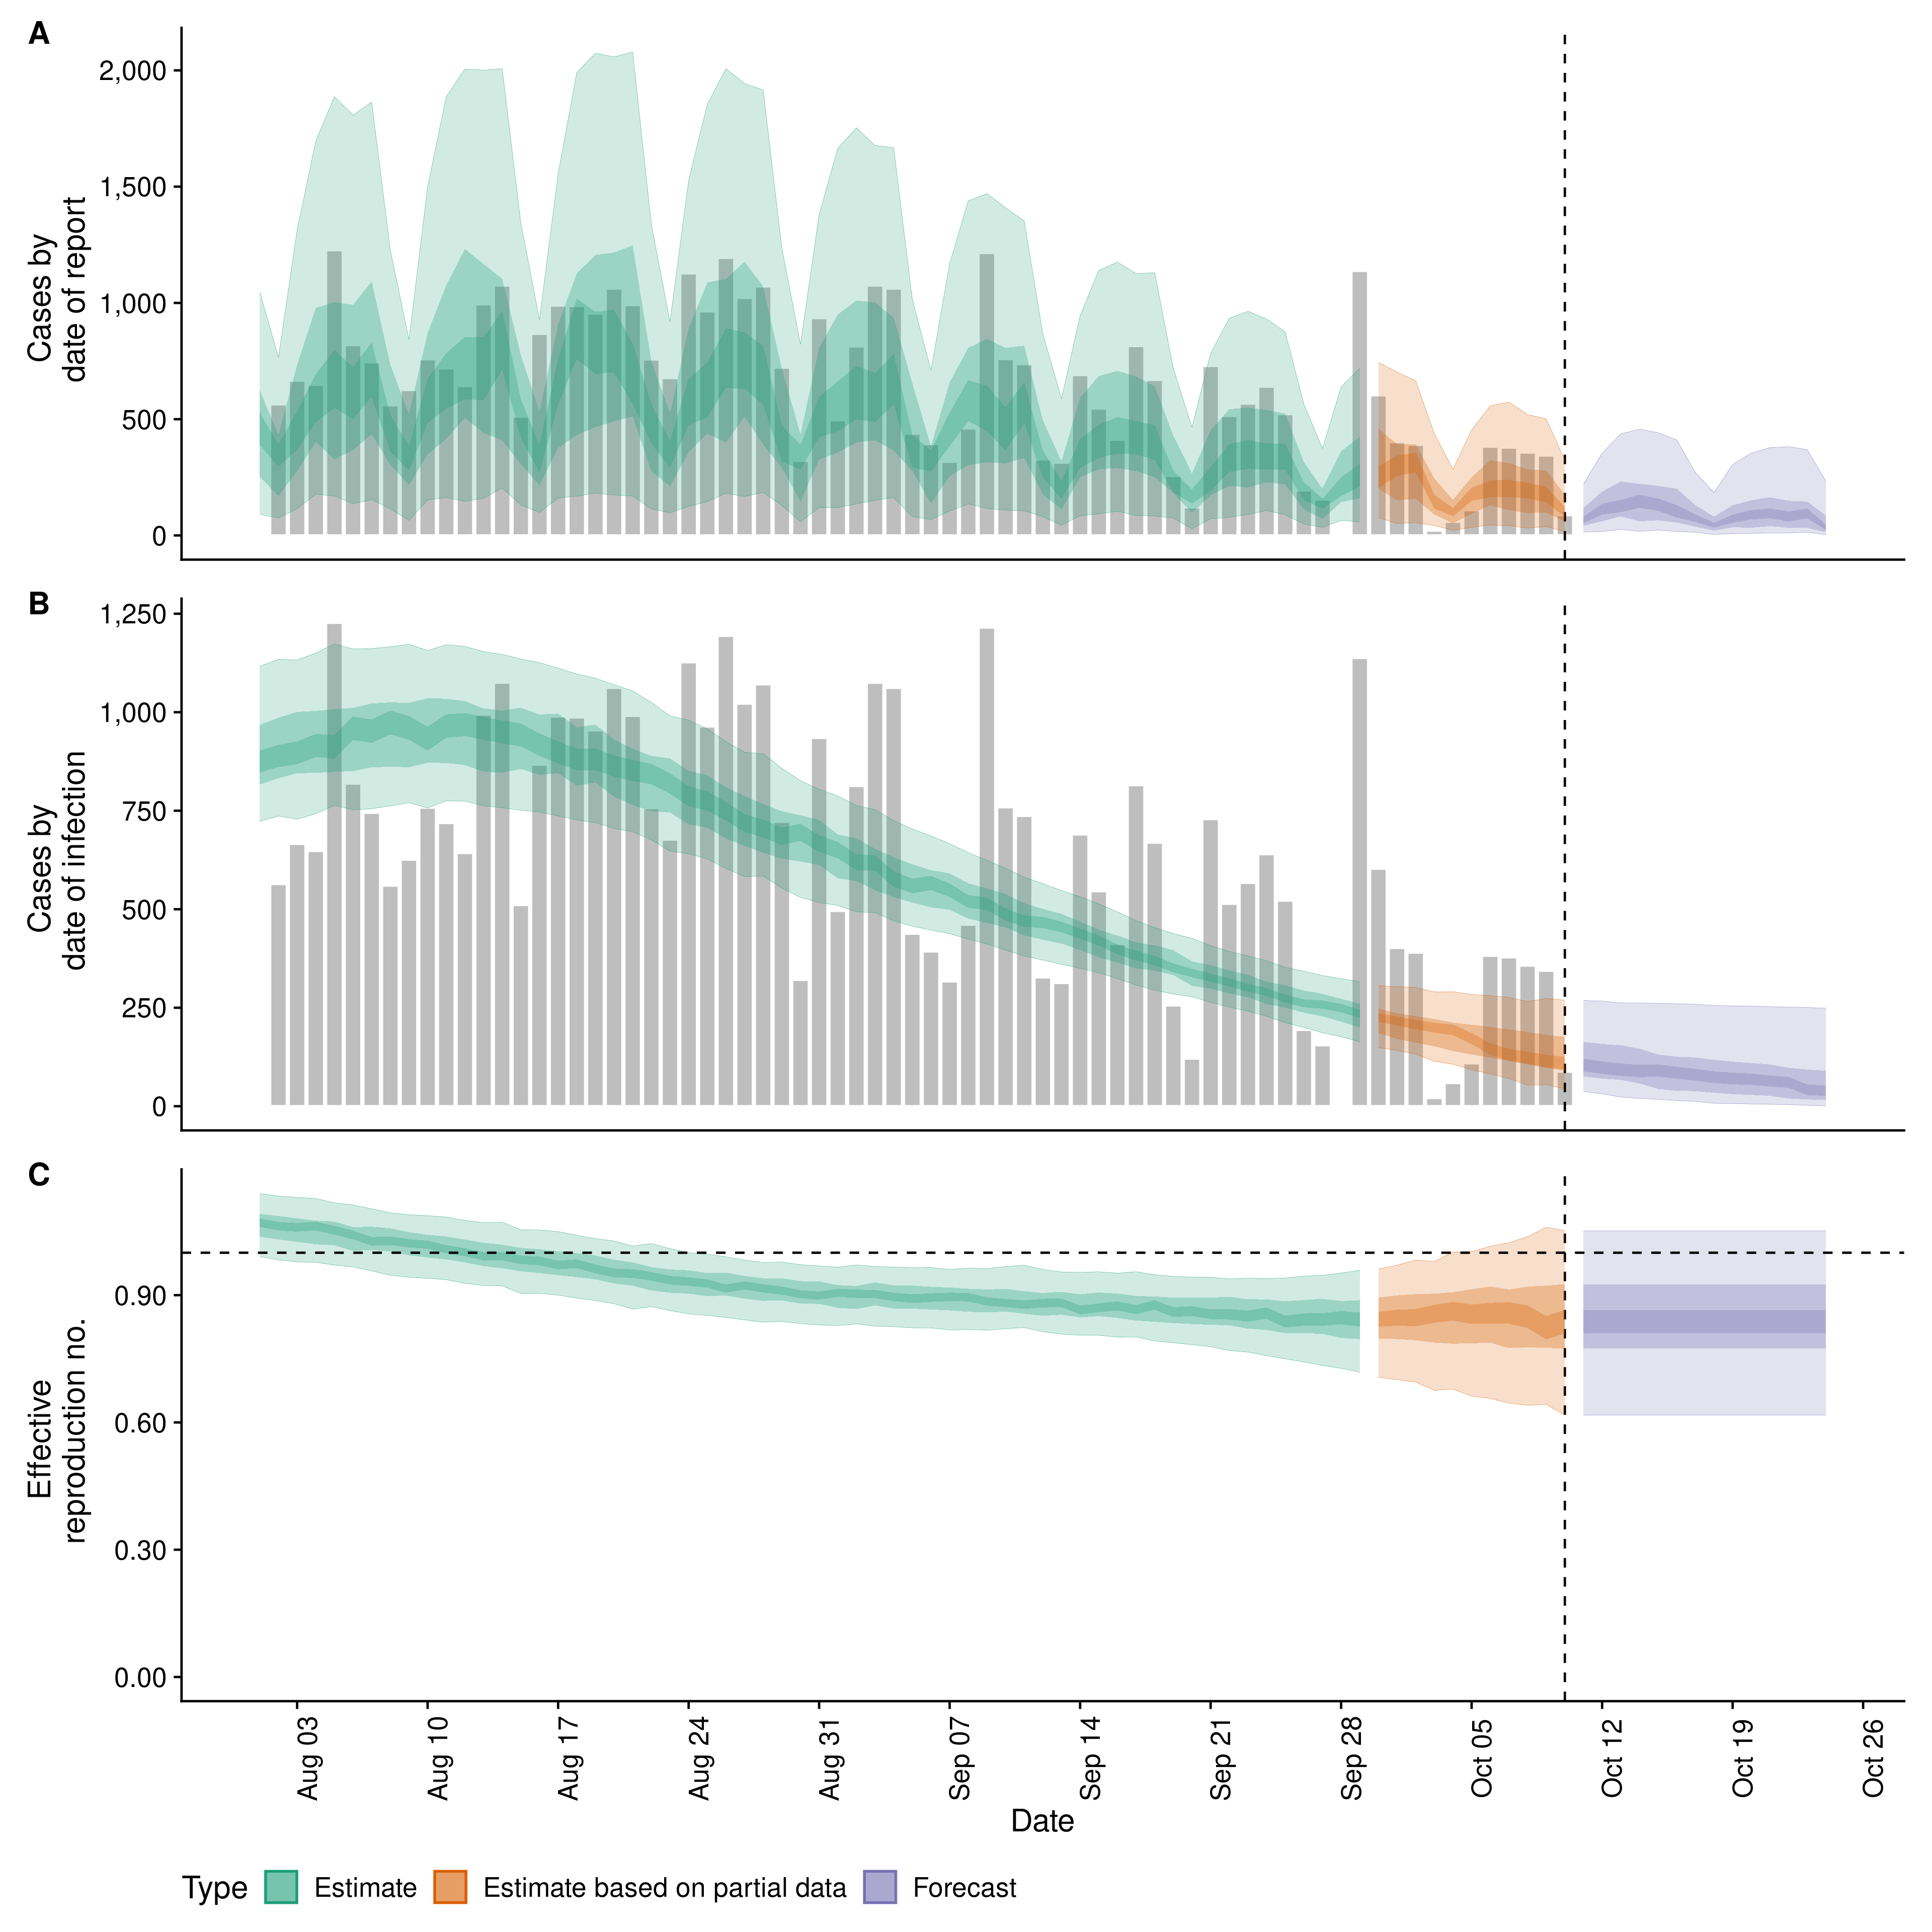 A
Cases by
date of report
2,000
1,500
1,000
500
0
B
Cases by
date of infection
1,250
1,000
750
500
250
0
C
Effective
reproduction no.
0.90
0.60
0.30
0.00
Aug 03
Aug 10
Aug 17
Aug 24
Aug 31
Sep 07
Sep 14
Sep 21
Sep 28
Oct 05
Oct 12
Oct 19
Oct 26
Date
Type Estimate Estimate based on partial data Forecast